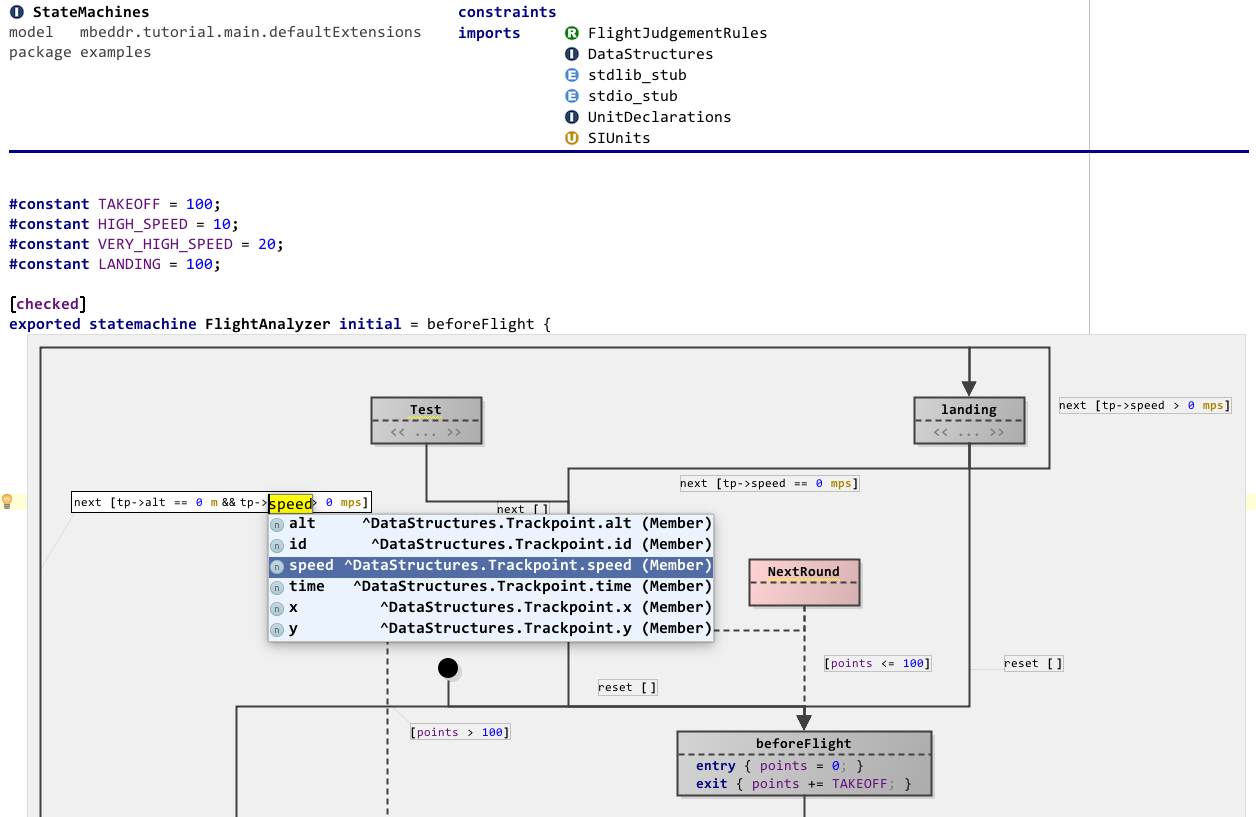 StateMachines
model mbeddr.tutorial.main.defaultExtensions
package examples
constraints
imports
R FlightJudgementRules
I DataStructures
E stdlib_stub
E stdio_stub
I UnitDeclarations
U SIUnits
#constant TAKEOFF = 100;
#constant HIGH_SPEED = 10;
#constant VERY_HIGH_SPEED = 20;
#constant LANDING = 100;
[checked]
exported statemachine FlightAnalyzer initial = beforeFlight {
Test
<< ... >>
landing
<< ... >>
next [tp->speed > 0 mps]
next [tp->speed == 0 mps]
next [tp->alt == 0 m && tp->speed > 0 mps]
next []
n alt ^DataStructures.Trackpoint.alt (Member)
n id ^DataStructures.Trackpoint.id (Member)
n speed ^DataStructures.Trackpoint.speed (Member)
n time ^DataStructures.Trackpoint.time (Member)
n x ^DataStructures.Trackpoint.x (Member)
n y ^DataStructures.Trackpoint.y (Member)
NextRound
[points <= 100]
reset []
reset []
[points > 100]
beforeFlight
entry { points = 0; }
exit { points += TAKEOFF; }